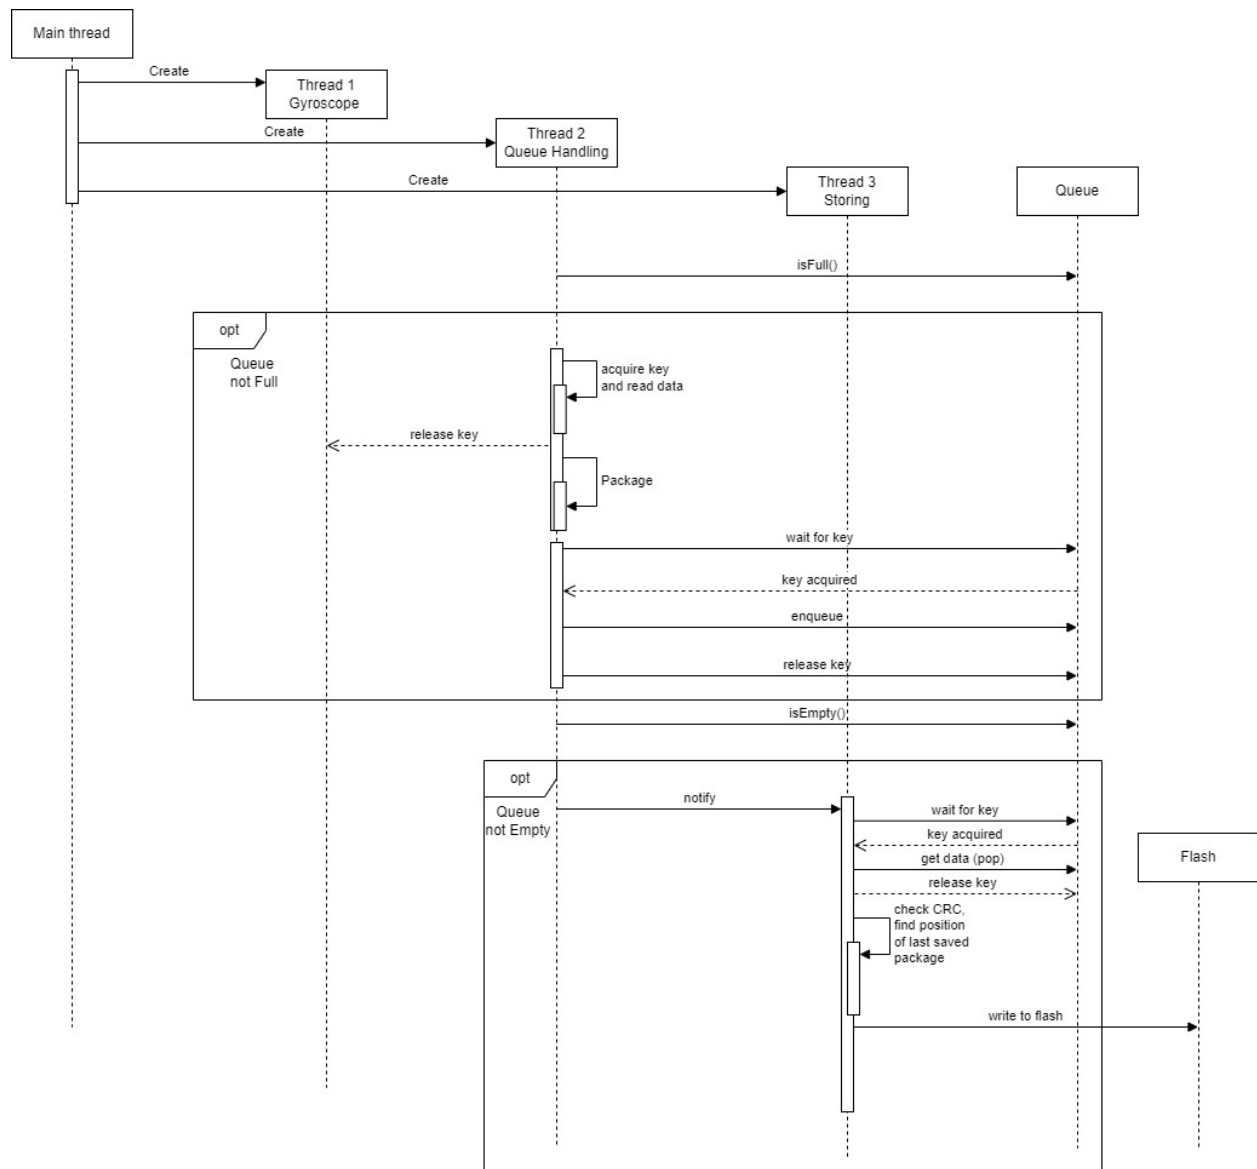 Main thread
Create
Thread 1
Gyroscope
Create
Thread 2
Queue Handling
Create
Thread 3
Storing
Queue
isFull()
opt
Queue
not Full
acquire key
and read data
release key
Package
wait for key
key acquired
enqueue
release key
isEmpty()
opt
Queue
not Empty
notify
wait for key
key acquired
get data (pop)
release key
Flash
check CRC,
find position
of last saved
package
write to flash